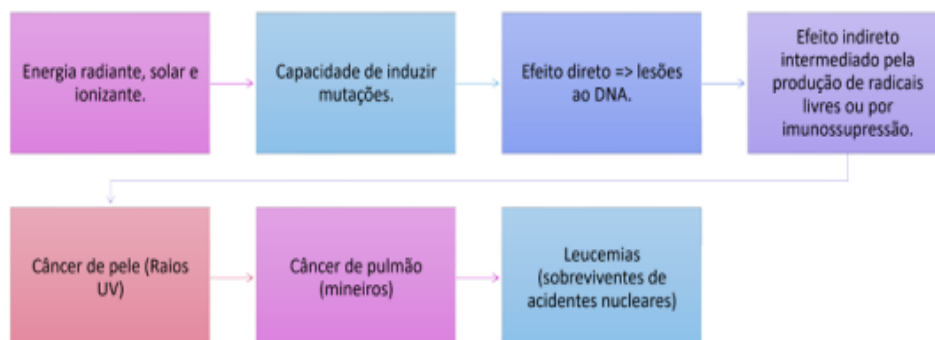 Energia radiante, solar e
ionizante.
Capacidade de induzir
mutações.
Efeito direto => lesões
ao DNA.
Efeito indireto
intermediado pela
produção de radicais
livres ou por
imunossupressão.
Câncer de pele (Raios
UV)
Câncer de pulmão
(mineiros)
Leucemias
(sobreviventes de
acidentes nucleares)